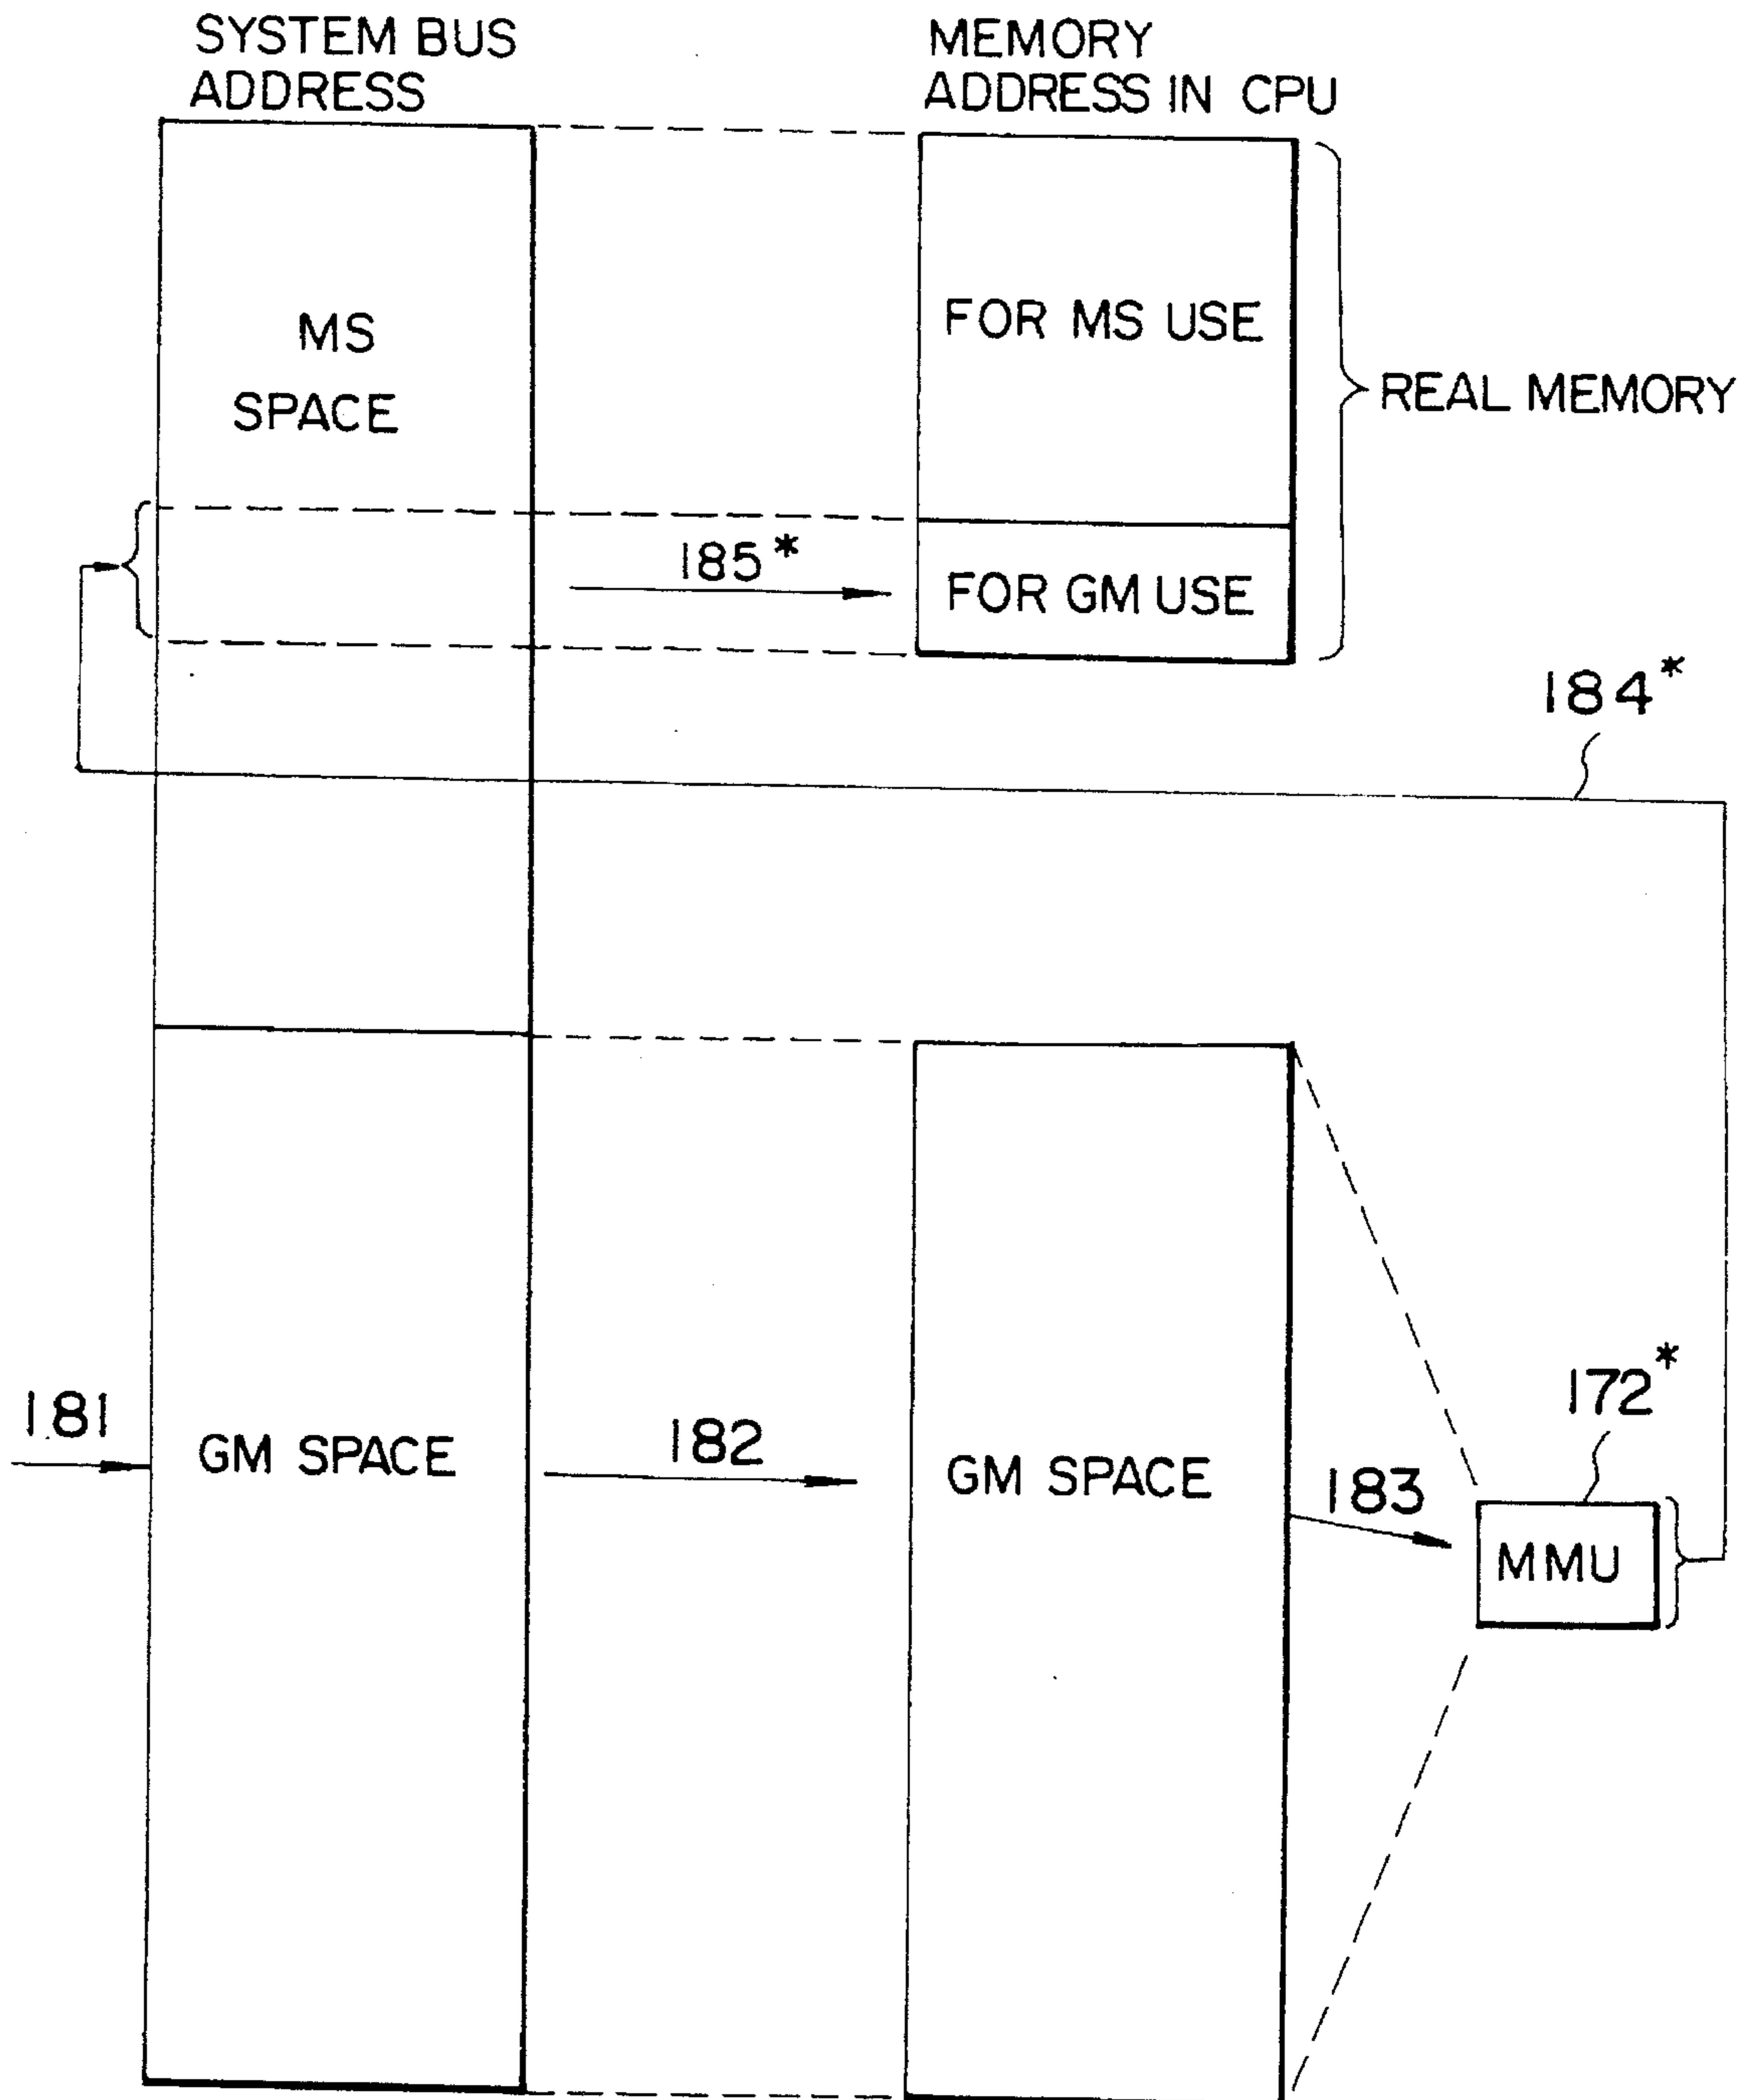 SYSTEM BUS
ADDRESS
MEMORY
ADDRESS IN CPU
MS
SPACE
FOR MS USE
REAL MEMORY
185*
FOR GM USE
184*
181
GM SPACE
182
GM SPACE
183
172*
MMU